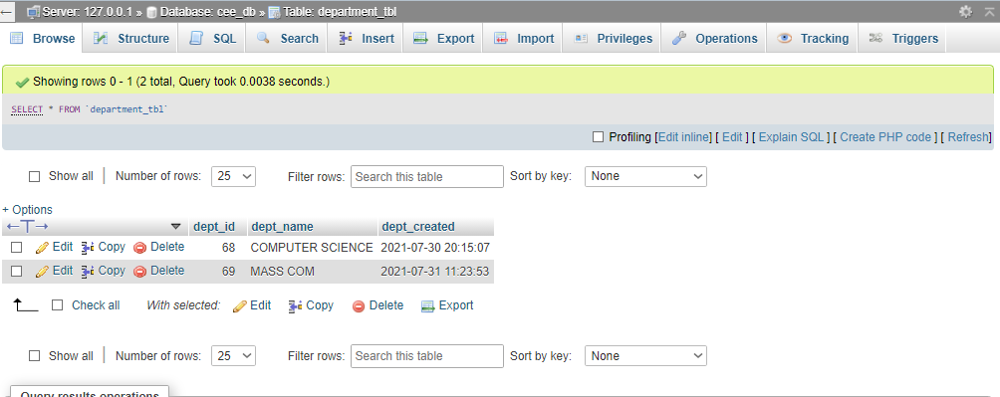 Server: 127.0.0.1 » Database: cee_db » Table: department_tbl
Browse Structure SQL Search Insert Export Import Privileges Operations Tracking Triggers
Showing rows 0 - 1 (2 total, Query took 0.0038 seconds.)
SELECT * FROM `department_tbl`
Profiling [Edit inline] [ Edit ] [ Explain SQL ] [ Create PHP code ] [ Refresh]
Show all | Number of rows: 25 Filter rows: Search this table Sort by key: None
+ Options
←T→ dept_id dept_name dept_created
Edit Copy Delete 68 COMPUTER SCIENCE 2021-07-30 20:15:07
Edit Copy Delete 69 MASS COM 2021-07-31 11:23:53
Check all With selected: Edit Copy Delete Export
Show all | Number of rows: 25 Filter rows: Search this table Sort by key: None
Query results operations